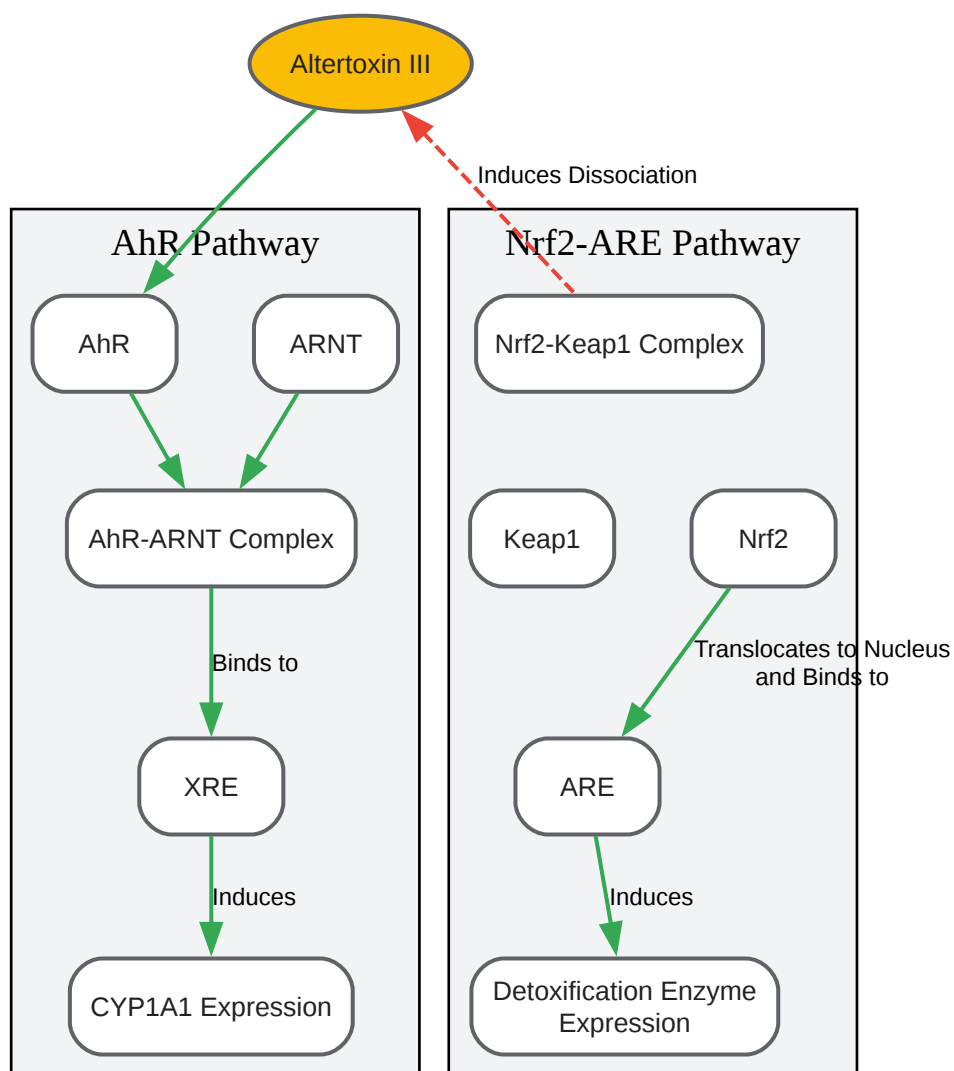 Altertoxin III
Induces Dissociation
AhR Pathway
Nrf2-ARE Pathway
AhR
ARNT
Nrf2-Keap1 Complex
AhR-ARNT Complex
Keap1
Nrf2
Binds to
Translocates to Nucleus
and Binds to
XRE
ARE
Induces
Induces
CYP1A1 Expression
Detoxification Enzyme
Expression